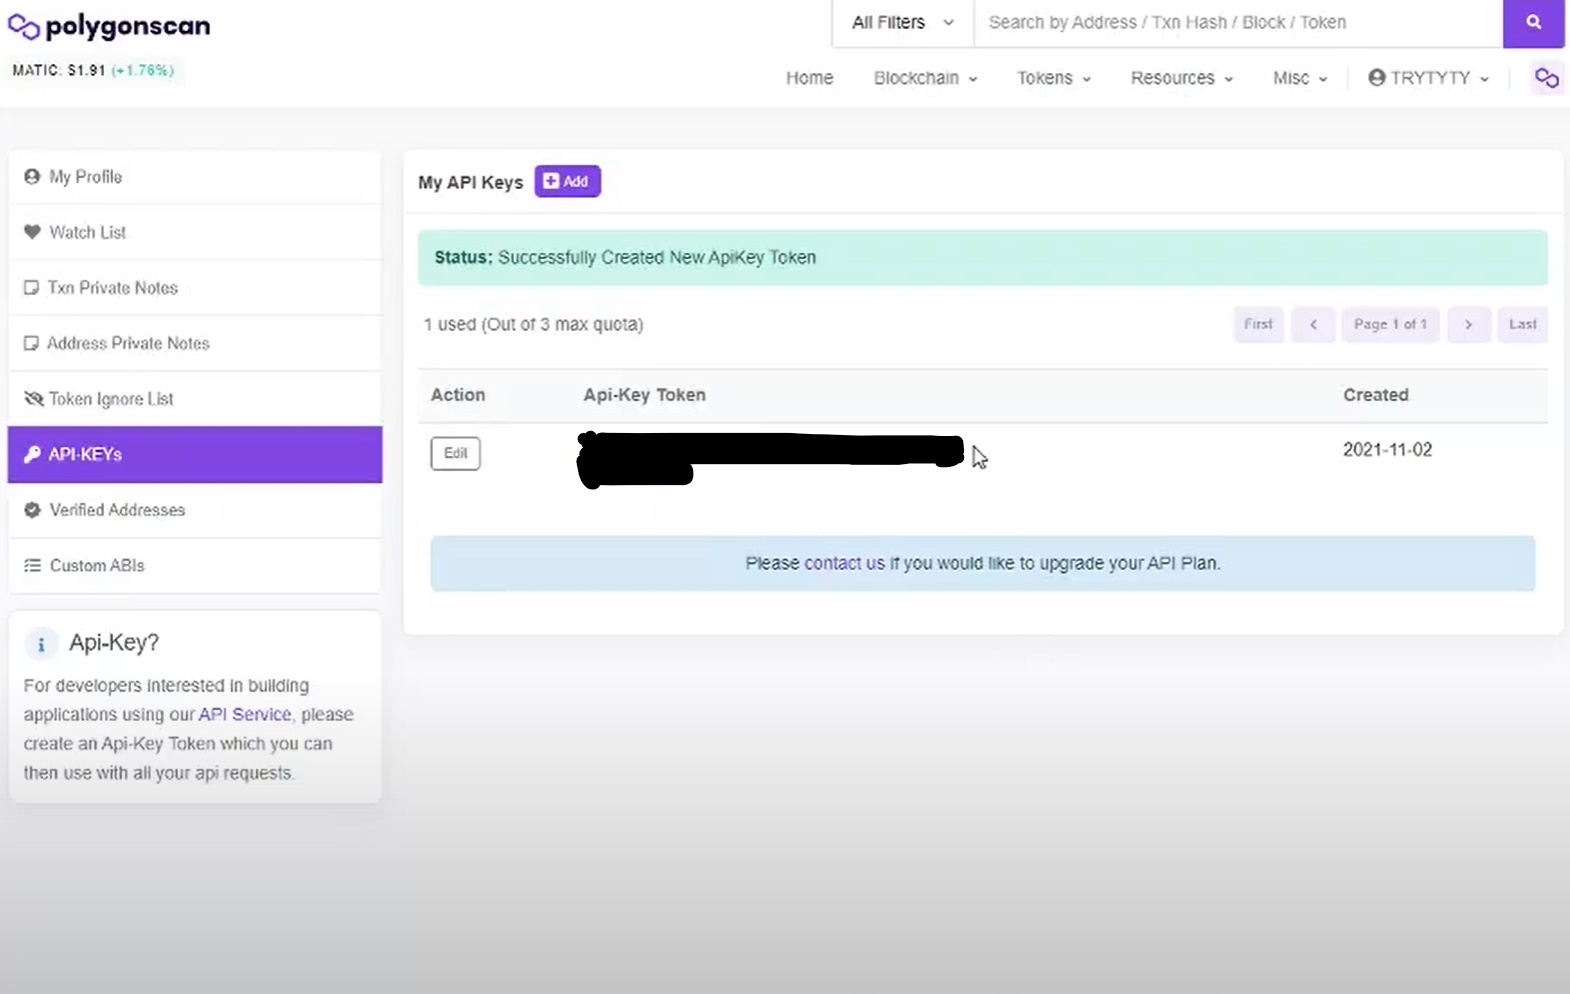 polygonscan
MATIC: $1.91 (+1.76%)
All Filters
Search by Address / Txn Hash / Block / Token
Home
Blockchain
Tokens
Resources
Misc
TRYTYTY
My Profile
Watch List
Txn Private Notes
Address Private Notes
Token Ignore List
API-KEYs
Verified Addresses
Custom ABIs
Api-Key?
For developers interested in building
applications using our API Service, please
create an Api-Key Token which you can
then use with all your api requests.
My API Keys
Add
Status: Successfully Created New ApiKey Token
1 used (Out of 3 max quota)
First
Page 1 of 1
Last
Action
Api-Key Token
Created
Edit
2021-11-02
Please contact us if you would like to upgrade your API Plan.